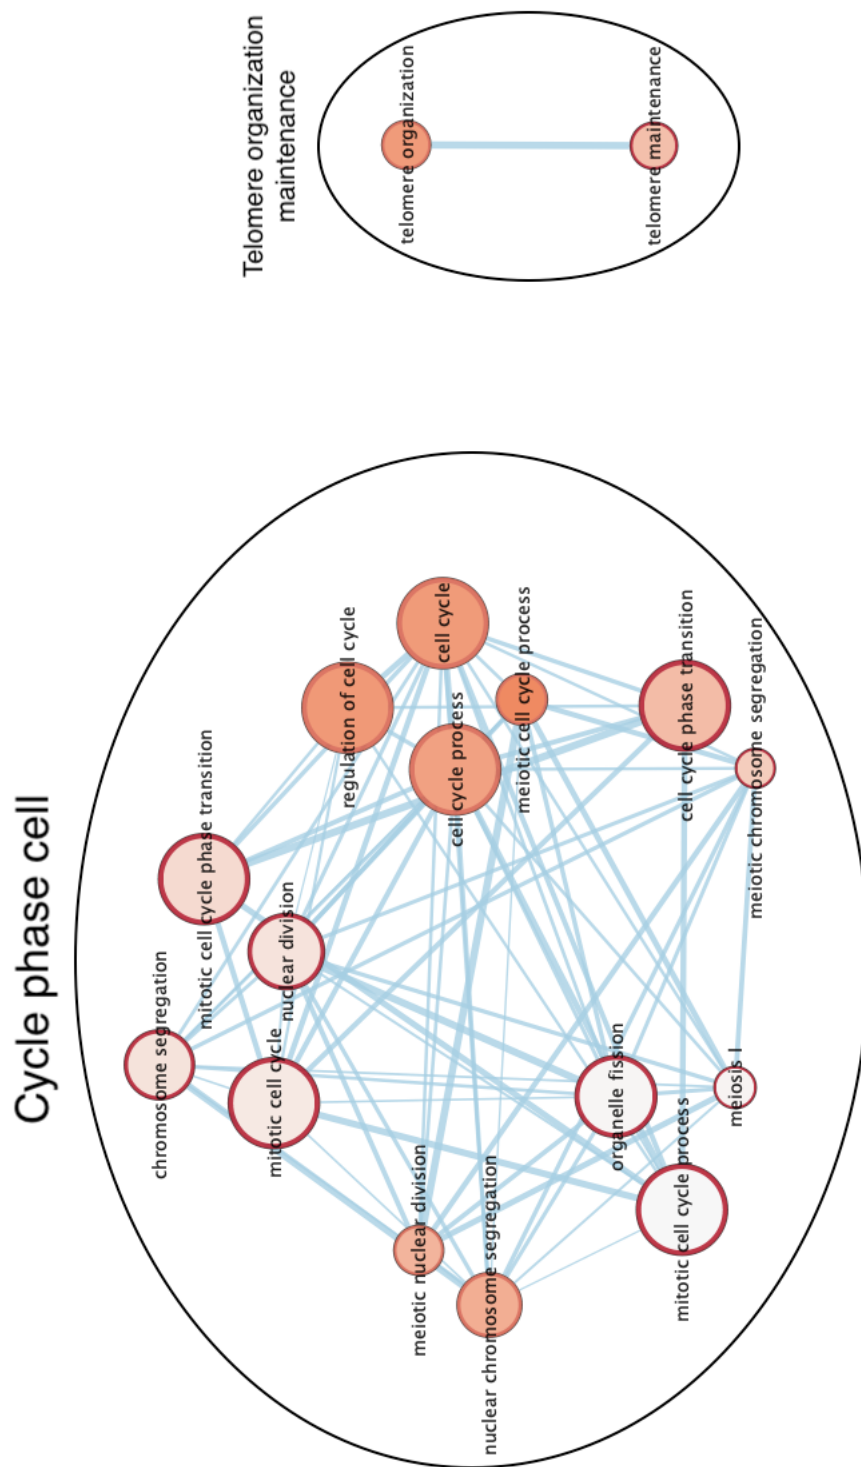 Cycle phase cell
chromosome segregation
mitotic cell cycle phase transition
mitotic cell cycle
nuclear division
regulation of cell cycle
meiotic nuclear division
cell cycle
cell cycle process
nuclear chromosome segregation
meiotic cell cycle process
organelle fission
mitotic cell cycle process
cell cycle phase transition
meiosis I
meiotic chromosome segregation
Telomere organization
maintenance
telomere organization
telomere maintenance